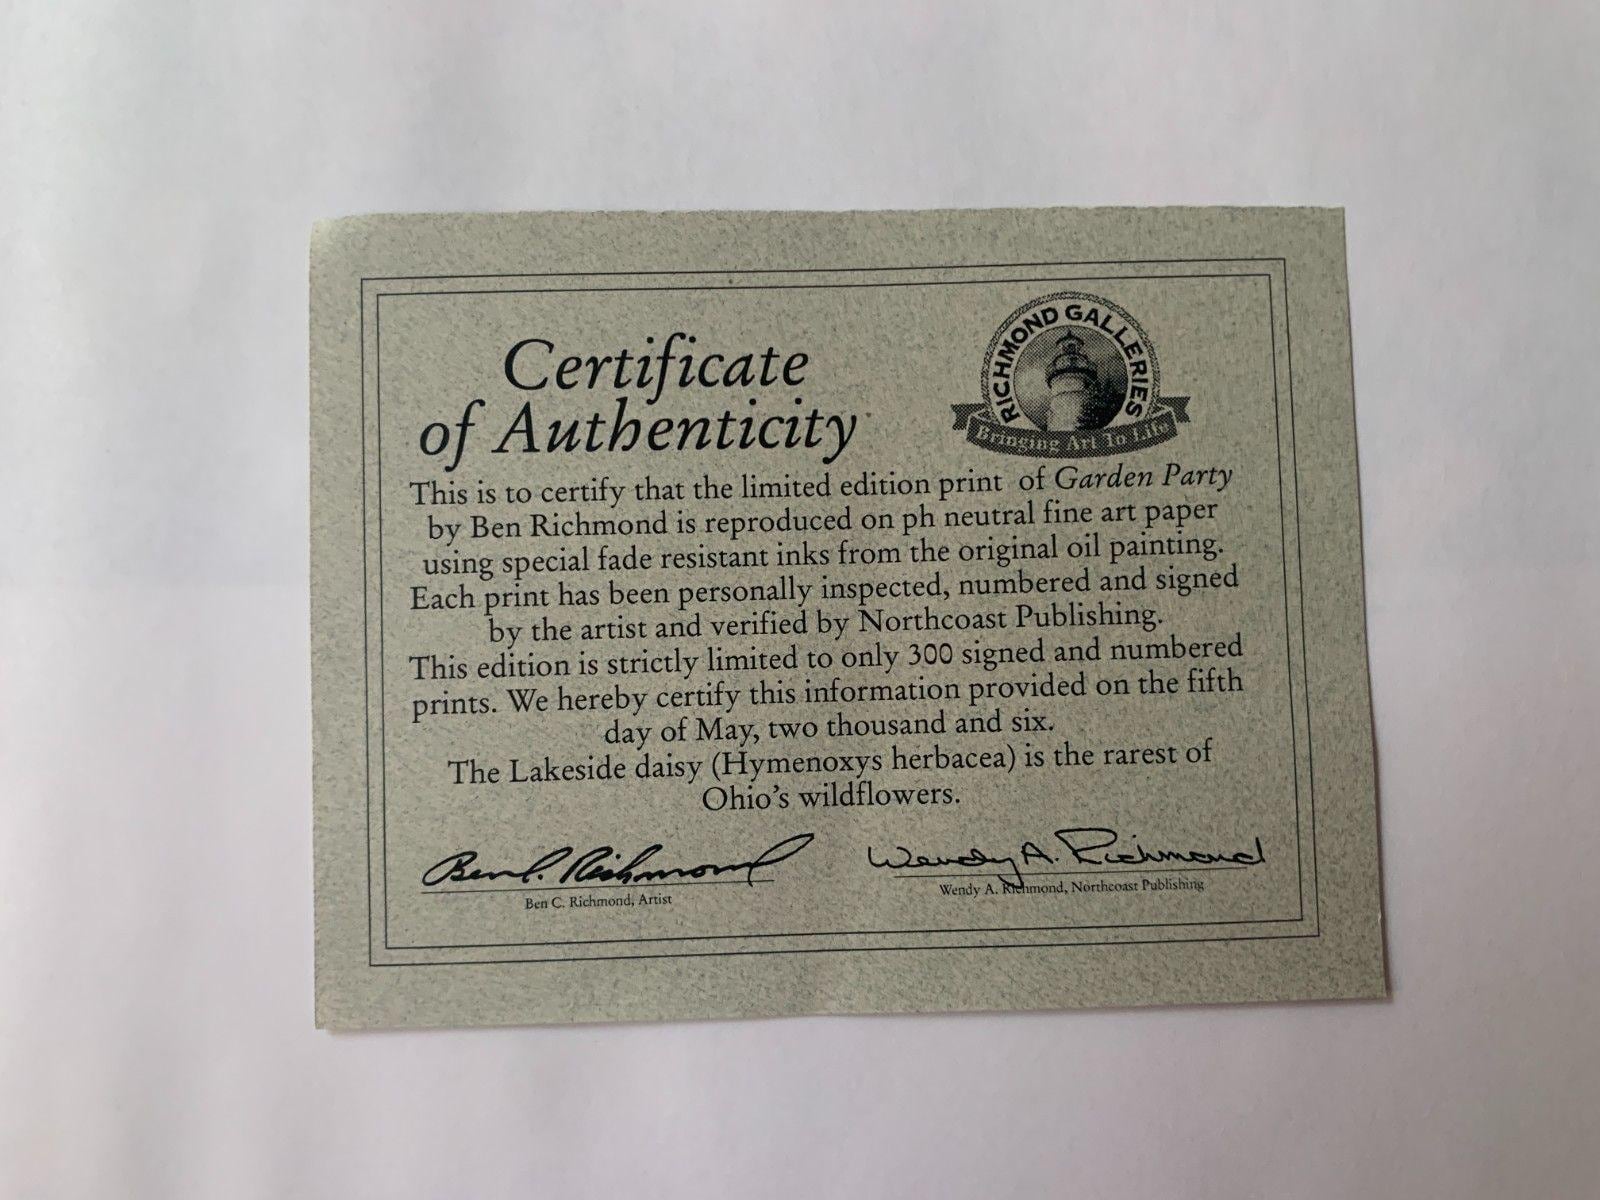 Certificate
of Authenticity
RICHMOND GALLERIES
Bringing Art To Life
This is to certify that the limited edition print of Garden Party
by Ben Richmond is reproduced on ph neutral fine art paper
using special fade resistant inks from the original oil painting.
Each print has been personally inspected, numbered and signed
by the artist and verified by Northcoast Publishing.
This edition is strictly limited to only 300 signed and numbered
prints. We hereby certify this information provided on the fifth
day of May, two thousand and six.
The Lakeside daisy (Hymenoxys herbacea) is the rarest of
Ohio's wildflowers.
Ben C. Richmond
Wendy A. Richmond
Ben C. Richmond, Artist
Wendy A. Richmond, Northcoast Publishing